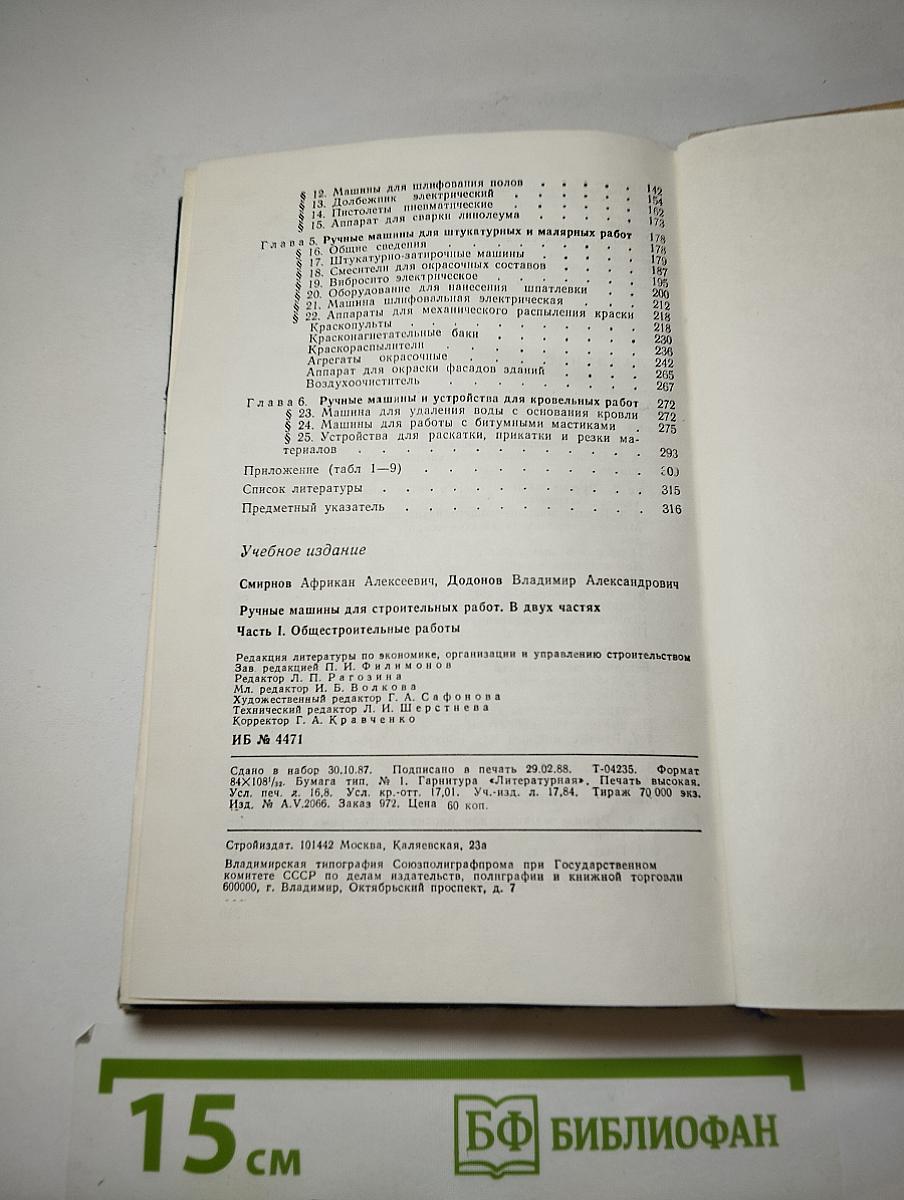 § 12. Машины для шлифования полов . . . . . 142
§ 13. Долбежник электрический . . . . . 154
§ 14. Пистолеты пневматические . . . . . 162
§ 15. Аппарат для сварки линолеума . . . . . 173
Глава 5. Ручные машины для штукатурных и малярных работ 178
§ 16. Общие сведения . . . . . . . 178
§ 17. Штукатурно-затирочные машины . . . . 179
§ 18. Смесители для окрасочных составов . . . . 187
§ 19. Вибросито электрическое . . . . . 195
§ 20. Оборудование для нанесения шпатлевки . . 200
§ 21. Машина шлифовальная электрическая . . . 212
§ 22. Аппараты для механического распыления краски 218
Краскопульты . . . . . . . . 218
Красконагнетательные баки . . . . . . 230
Краскораспылители . . . . . . . 236
Агрегаты окрасочные . . . . . . . 242
Аппарат для окраски фасадов зданий . . . . 265
Воздухоочиститель . . . . . . . 267
Глава 6. Ручные машины и устройства для кровельных работ 272
§ 23. Машина для удаления воды с основания кровли 272
§ 24. Машины для работы с битумными мастиками . 275
§ 25. Устройства для раскатки, прикатки и резки ма-
териалов . . . . . . . . . . . 293
Приложение (табл 1—9) . . . . . . . . .
Список литературы . . . . . . . . . . . 315
Предметный указатель . . . . . . . . . . 316
Учебное издание
Смирнов Африкан Алексеевич, Додонов Владимир Александрович
Ручные машины для строительных работ. В двух частях
Часть I. Общестроительные работы
Редакция литературы по экономике, организации и управлению строительством
Зав. редакцией П. И. Филимонов
Редактор Л. П. Рагозина
Мл. редактор И. Б. Волкова
Художественный редактор Г. А. Сафонова
Технический редактор Л. И. Шерстнева
Корректор Г. А. Кравченко
ИБ № 4471
Сдано в набор 30.10.87. Подписано в печать 29.02.88. Т-04235. Формат
84×108¹/₃₂. Бумага тип. № 1. Гарнитура «Литературная». Печать высокая.
Усл. печ. л. 16,8. Усл. кр.-отт. 17,01. Уч.-изд. л. 17,84. Тираж 70 000 экз.
Изд. № А.V.2066. Заказ 972. Цена 60 коп.
Стройиздат. 101442 Москва, Каляевская, 23а
Владимирская типография Союзполиграфпрома при Государственном
комитете СССР по делам издательств, полиграфии и книжной торговли
600000, г. Владимир, Октябрьский проспект, д. 7
15 см
БФ БИБЛИОФАН